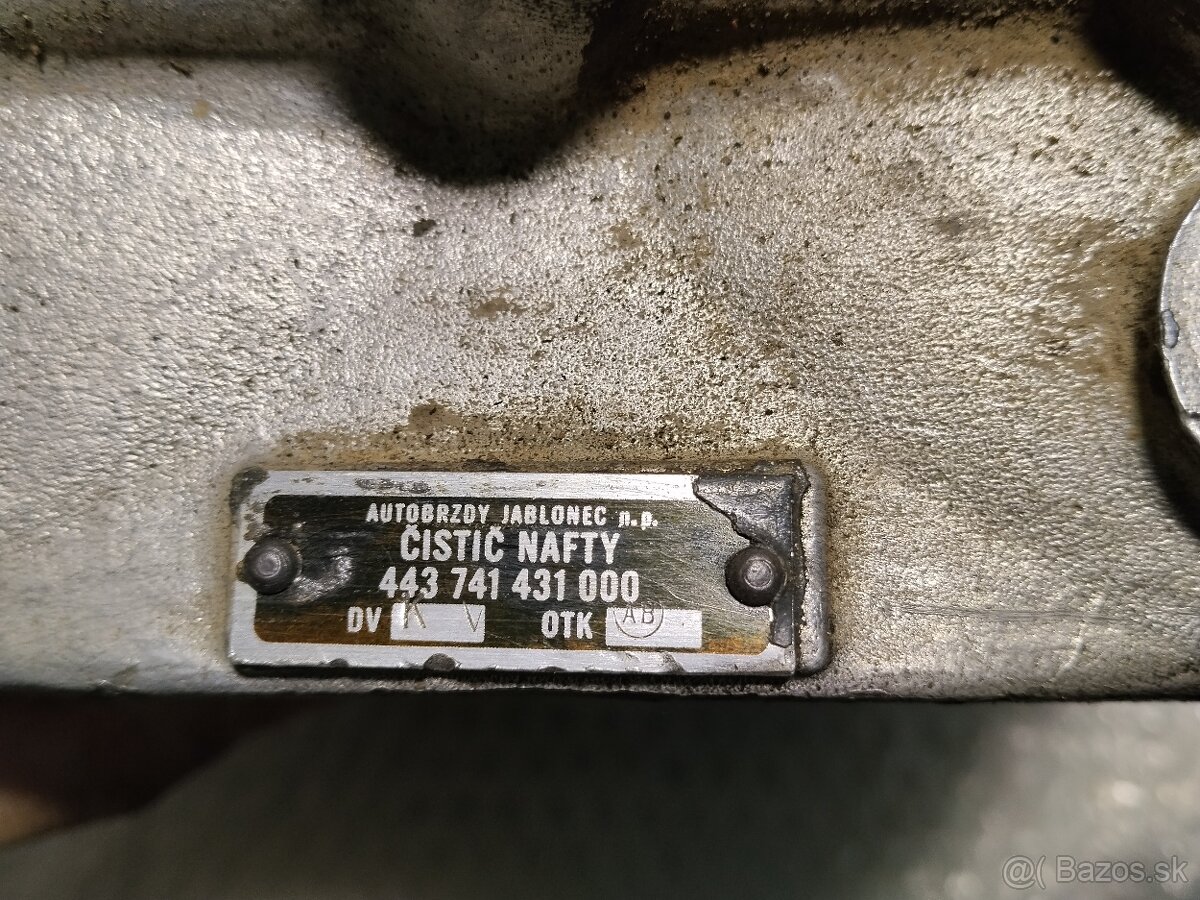 AUTOBRZDY JABLONEC n.p.
ČISTIČ NAFTY
443 741 431 000
DV K V OTK AB
@( Bazos.sk